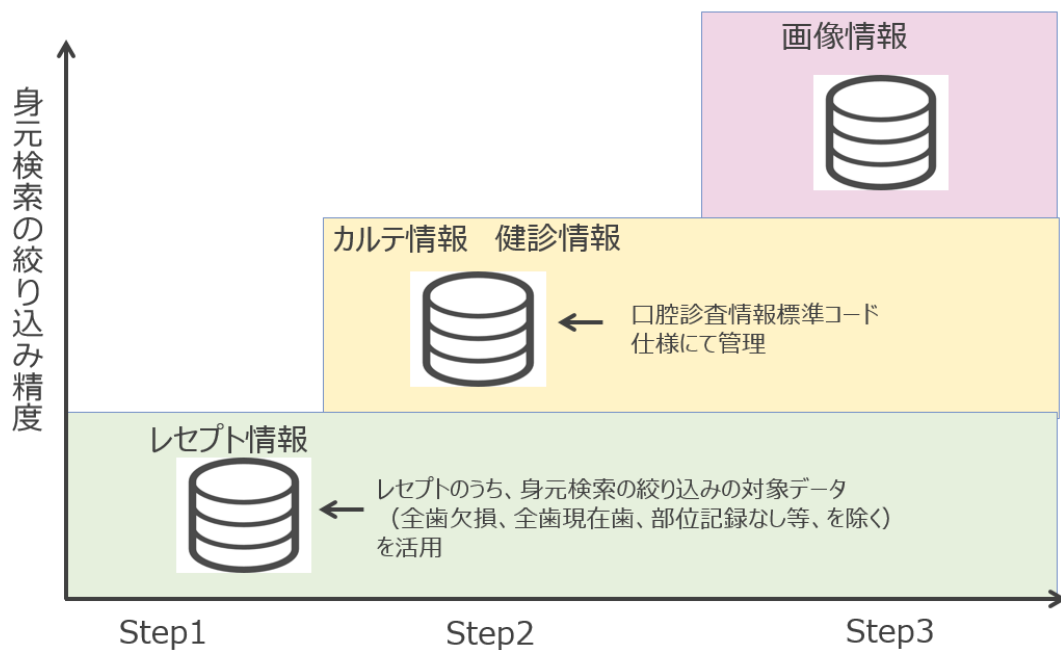 身元検索の絞り込み精度
画像情報
カルテ情報　健診情報
口腔診査情報標準コード
仕様にて管理
レセプト情報
レセプトのうち、身元検索の絞り込みの対象データ
（全歯欠損、全歯現在歯、部位記録なし等、を除く）
を活用
Step1
Step2
Step3